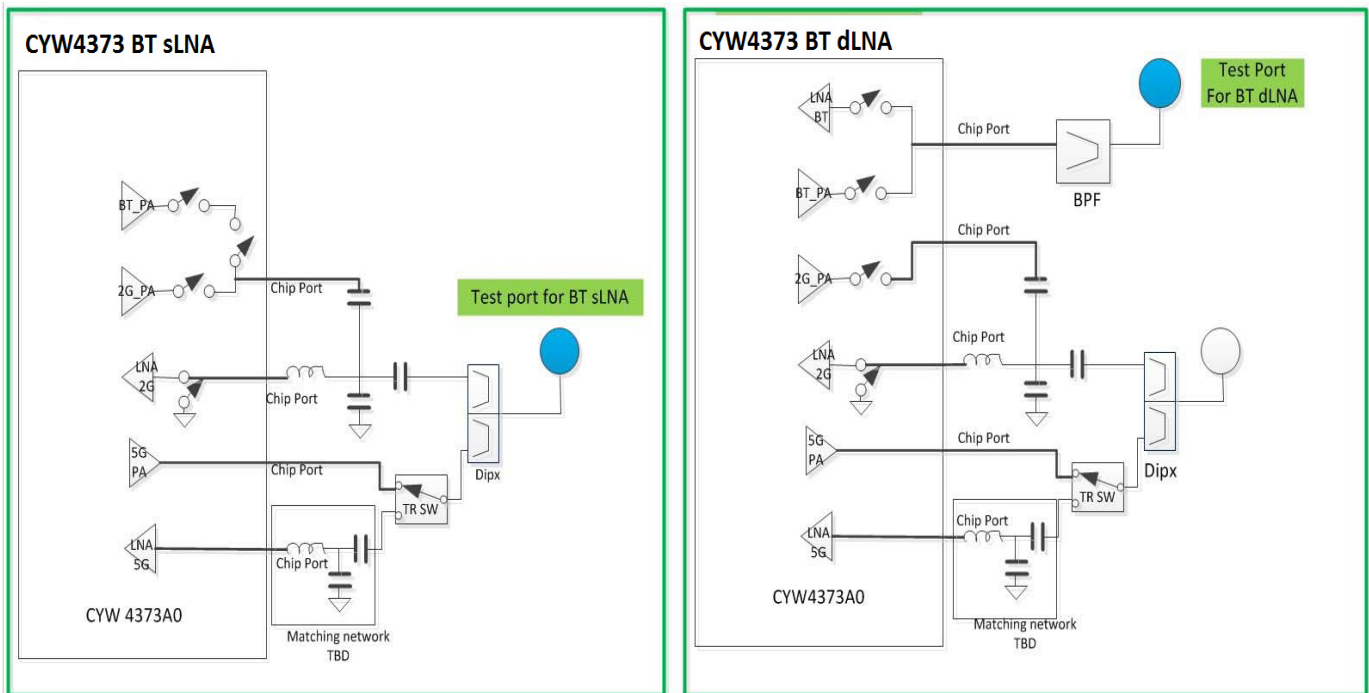 CYW4373 BT sLNA
BT_PA
2G_PA
Chip Port
Test port for BT sLNA
LNA
2G
Chip Port
5G
PA
Chip Port
Dipx
TR SW
LNA
5G
Chip Port
CYW 4373A0
Matching network
TBD
CYW4373 BT dLNA
Test Port
For BT dLNA
LNA
BT
Chip Port
BPF
BT_PA
Chip Port
2G_PA
Chip Port
LNA
2G
5G
PA
Chip Port
Dipx
TR SW
Chip Port
LNA
5G
CYW4373A0
Matching network
TBD